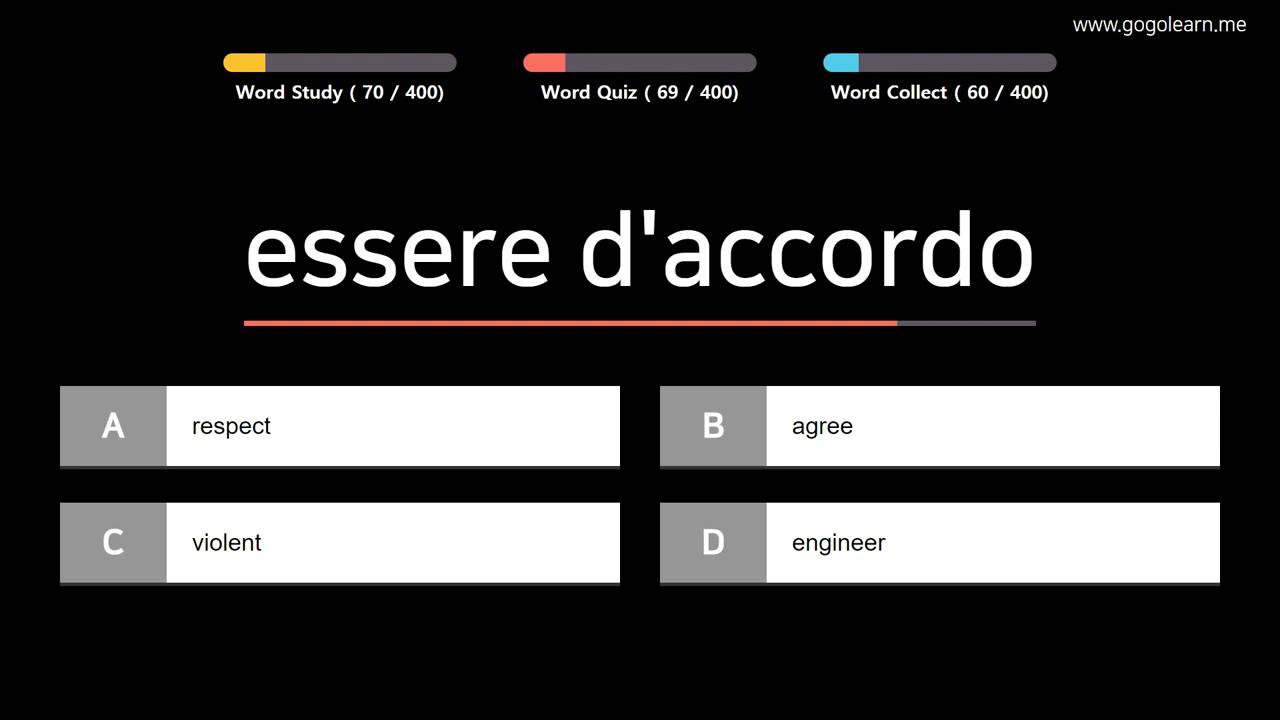 www.gogolearn.me
Word Study ( 70 / 400)
Word Quiz ( 69 / 400)
Word Collect ( 60 / 400)
essere d'accordo
A respect
B agree
C violent
D engineer